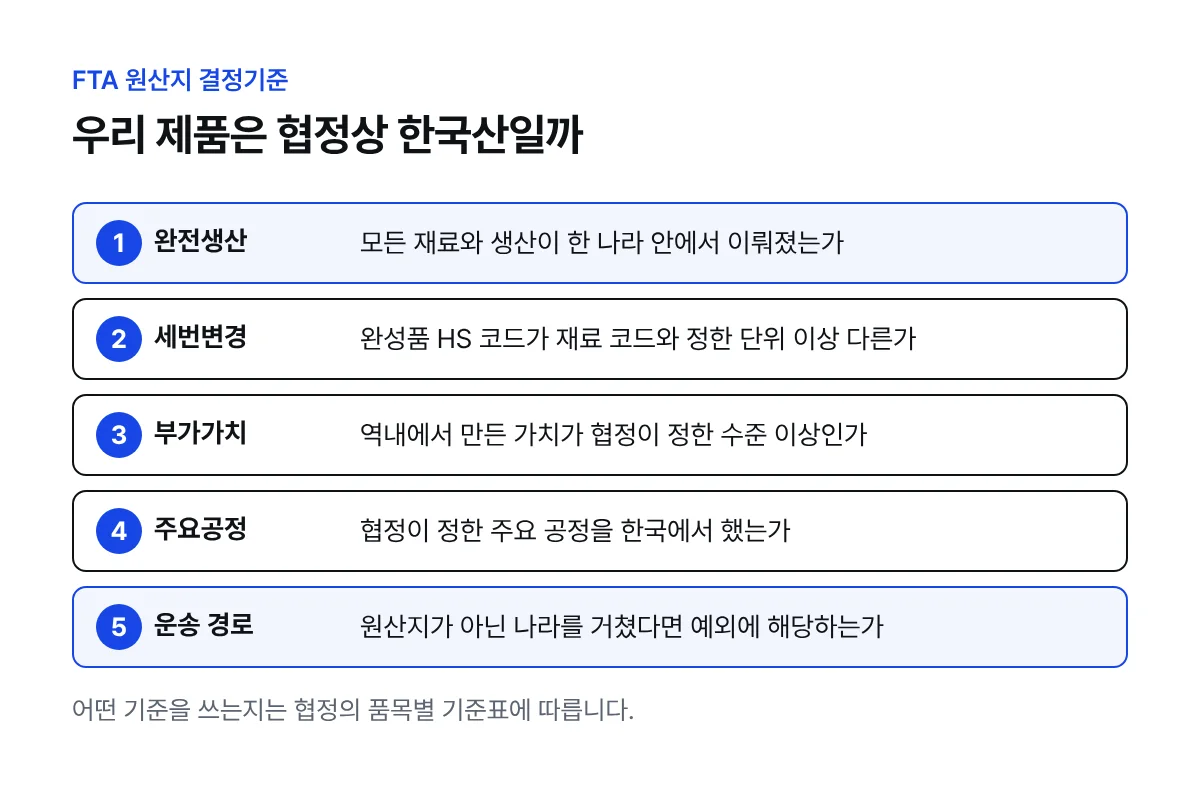 FTA 원산지 결정기준
우리 제품은 협정상 한국산일까
1 완전생산 모든 재료와 생산이 한 나라 안에서 이뤄졌는가
2 세번변경 완성품 HS 코드가 재료 코드와 정한 단위 이상 다른가
3 부가가치 역내에서 만든 가치가 협정이 정한 수준 이상인가
4 주요공정 협정이 정한 주요 공정을 한국에서 했는가
5 운송 경로 원산지가 아닌 나라를 거쳤다면 예외에 해당하는가
어떤 기준을 쓰는지는 협정의 품목별 기준표에 따릅니다.